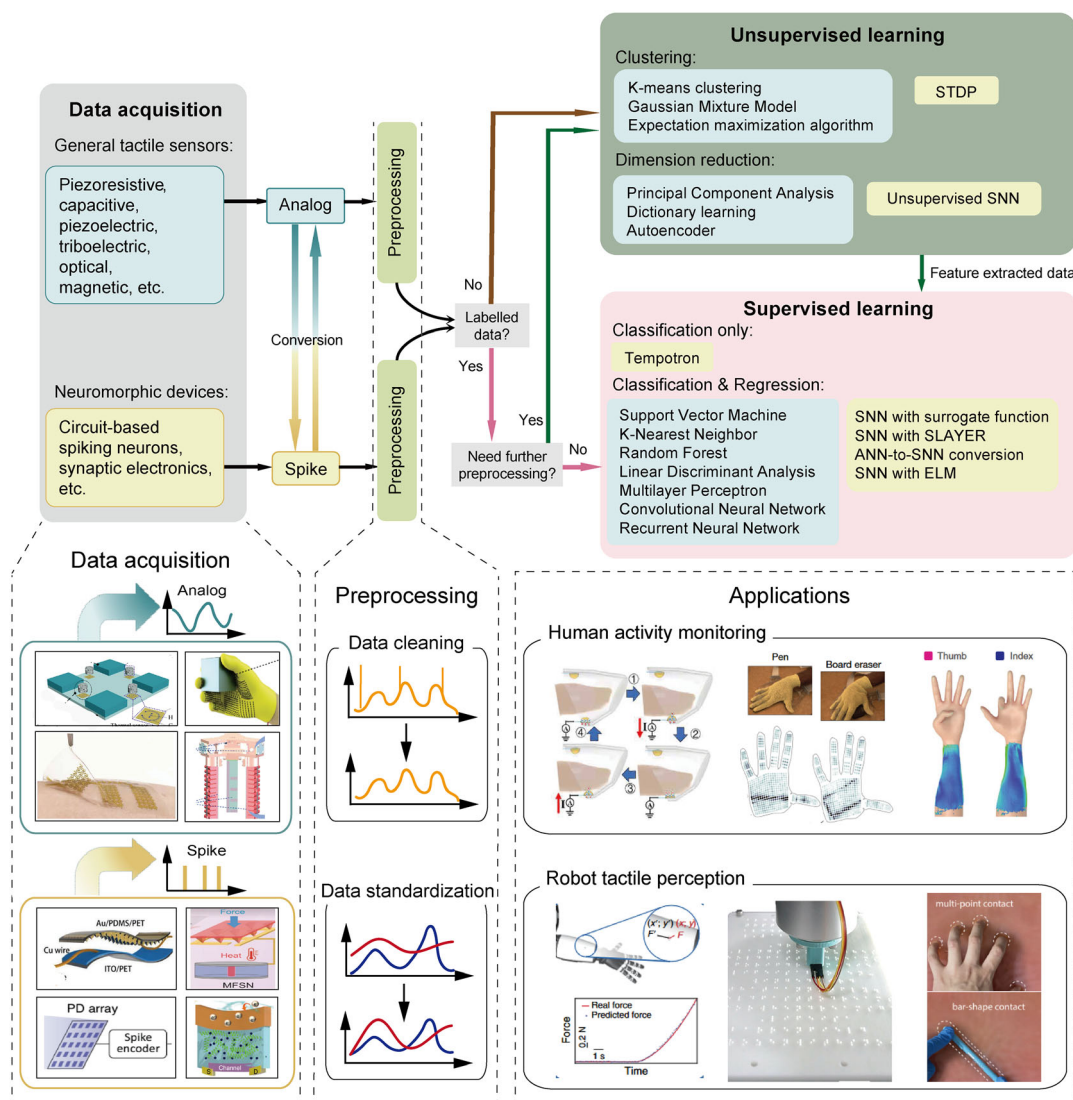 Data acquisition
General tactile sensors:
Piezoresistive,
capacitive,
piezoelectric,
triboelectric,
optical,
magnetic, etc.
Analog
Conversion
Neuromorphic devices:
Circuit-based
spiking neurons,
synaptic electronics,
etc.
Spike
Preprocessing
Preprocessing
Labelled
data?
No
Yes
Need further
preprocessing?
Yes
No
Unsupervised learning
Clustering:
K-means clustering
Gaussian Mixture Model
Expectation maximization algorithm
STDP
Dimension reduction:
Principal Component Analysis
Dictionary learning
Autoencoder
Unsupervised SNN
Feature extracted data
Supervised learning
Classification only:
Tempotron
Classification & Regression:
Support Vector Machine
K-Nearest Neighbor
Random Forest
Linear Discriminant Analysis
Multilayer Perceptron
Convolutional Neural Network
Recurrent Neural Network
SNN with surrogate function
SNN with SLAYER
ANN-to-SNN conversion
SNN with ELM
Data acquisition
Analog
Spike
Au/PDMS/PET
Cu wire
ITO/PET
Force
Heat
MFSN
PD array
Spike
encoder
S
Channel
D
Preprocessing
Data cleaning
Data standardization
Applications
Human activity monitoring
①
②
③
④
I
A
A
I
A
A
Pen
Board eraser
Thumb
Index
Robot tactile perception
(x'; y') (x; y)
F' F
Real force
Predicted force
Force
0.2 N
1 s
Time
multi-point contact
bar-shape contact